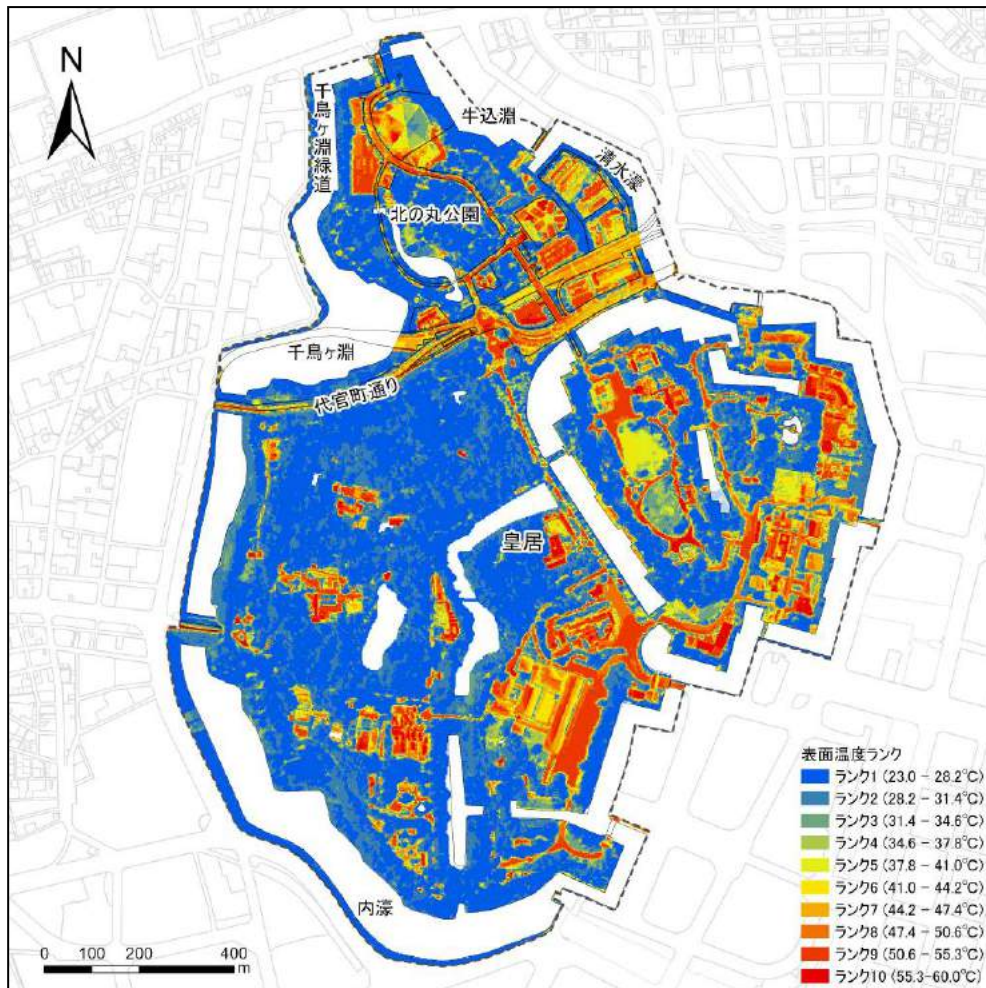 N
千鳥ヶ淵緑道
牛込淵
清水濠
北の丸公園
千鳥ヶ淵
代官町通り
皇居
内濠
表面温度ランク
ランク1 (23.0 - 28.2℃)
ランク2 (28.2 - 31.4℃)
ランク3 (31.4 - 34.6℃)
ランク4 (34.6 - 37.8℃)
ランク5 (37.8 - 41.0℃)
ランク6 (41.0 - 44.2℃)
ランク7 (44.2 - 47.4℃)
ランク8 (47.4 - 50.6℃)
ランク9 (50.6 - 55.3℃)
ランク10 (55.3-60.0℃)
0 100 200 400
m